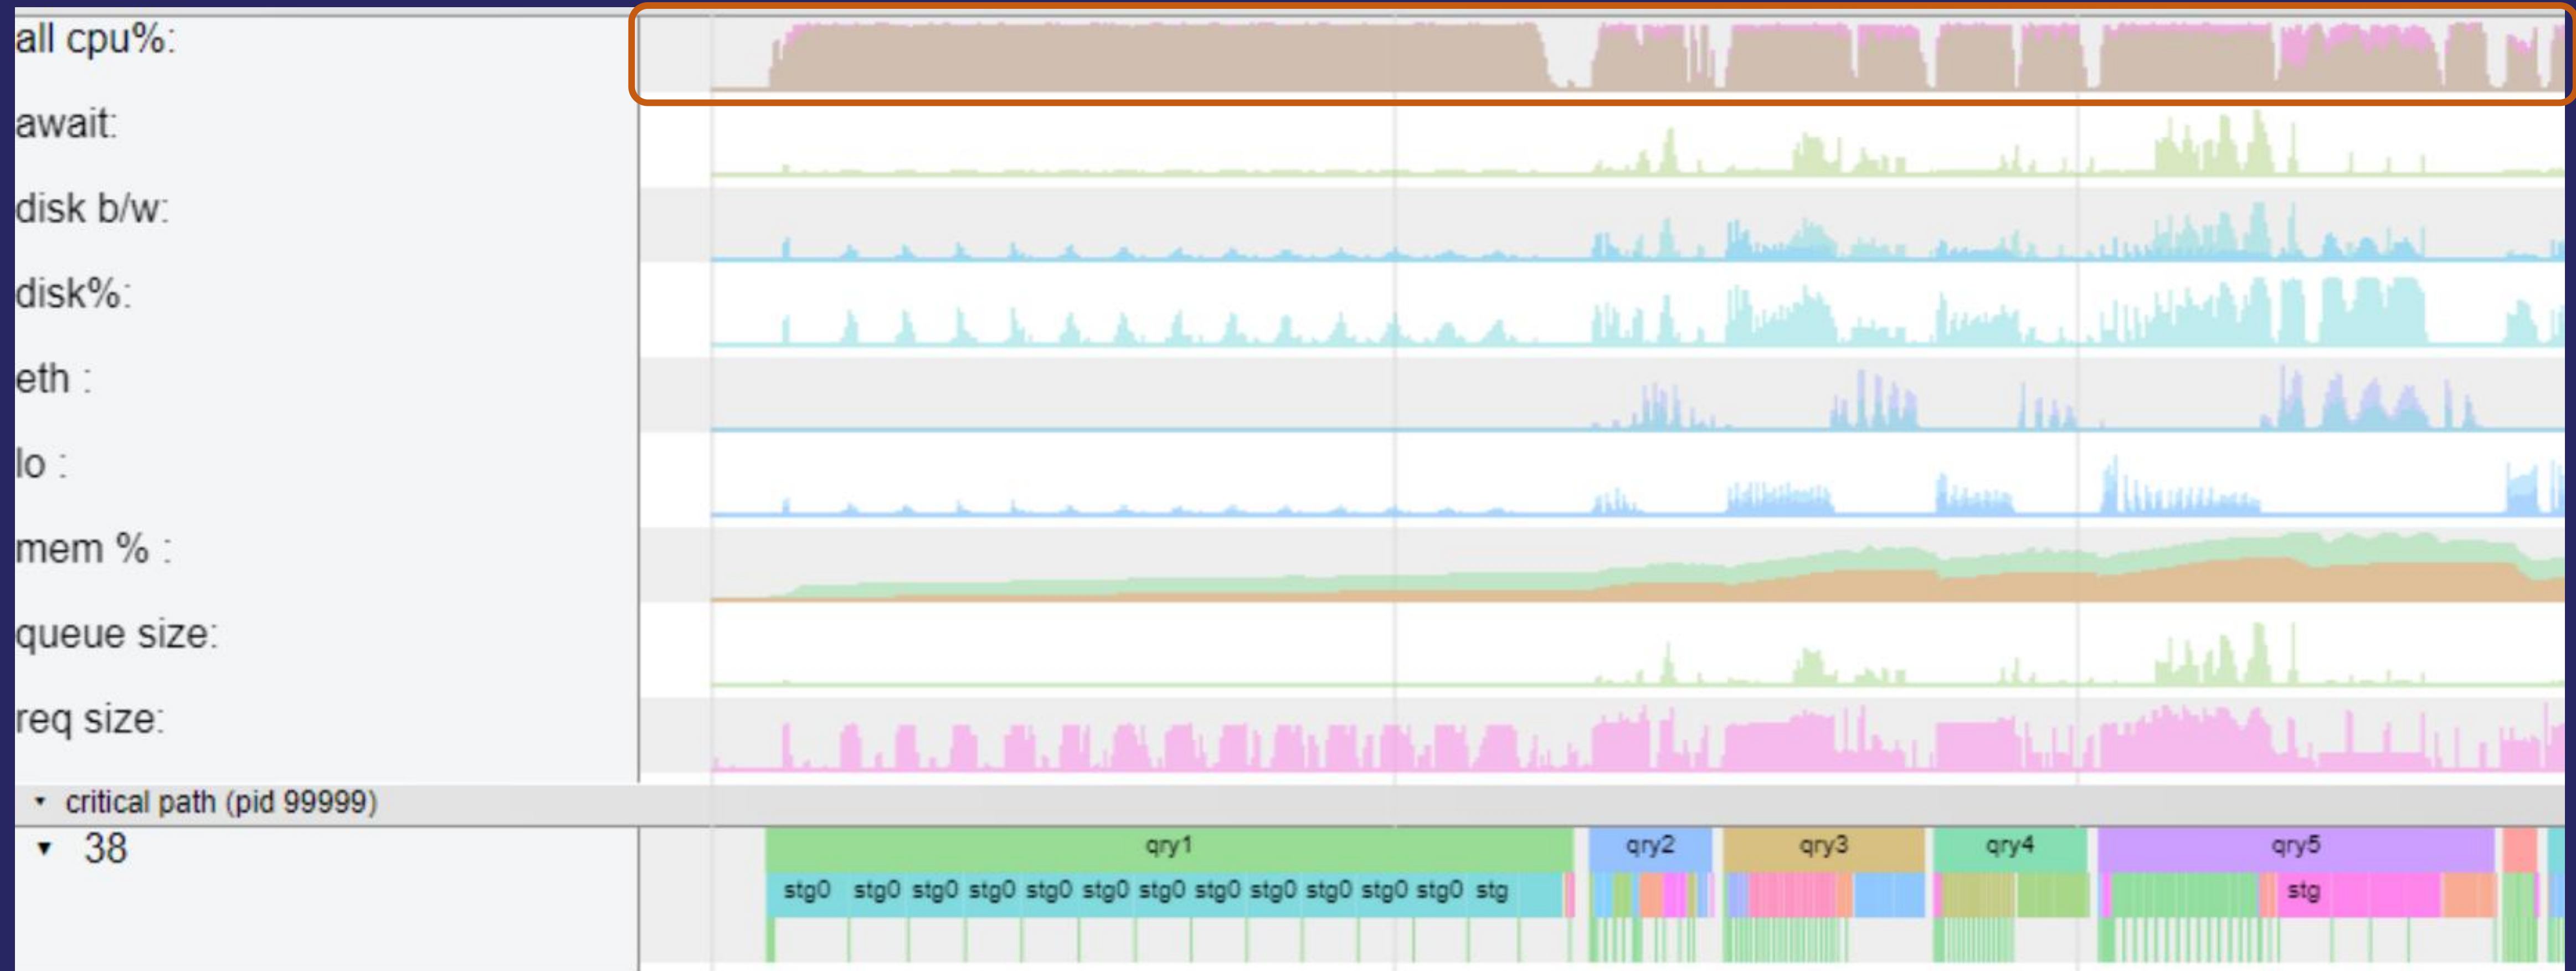 all cpu%:
await:
disk b/w:
disk%:
eth :
lo :
mem % :
queue size:
req size:
critical path (pid 99999)
38
qry1 qry2 qry3 qry4 qry5
stg0 stg0 stg0 stg0 stg0 stg0 stg0 stg0 stg0 stg0 stg0 stg0 stg stg